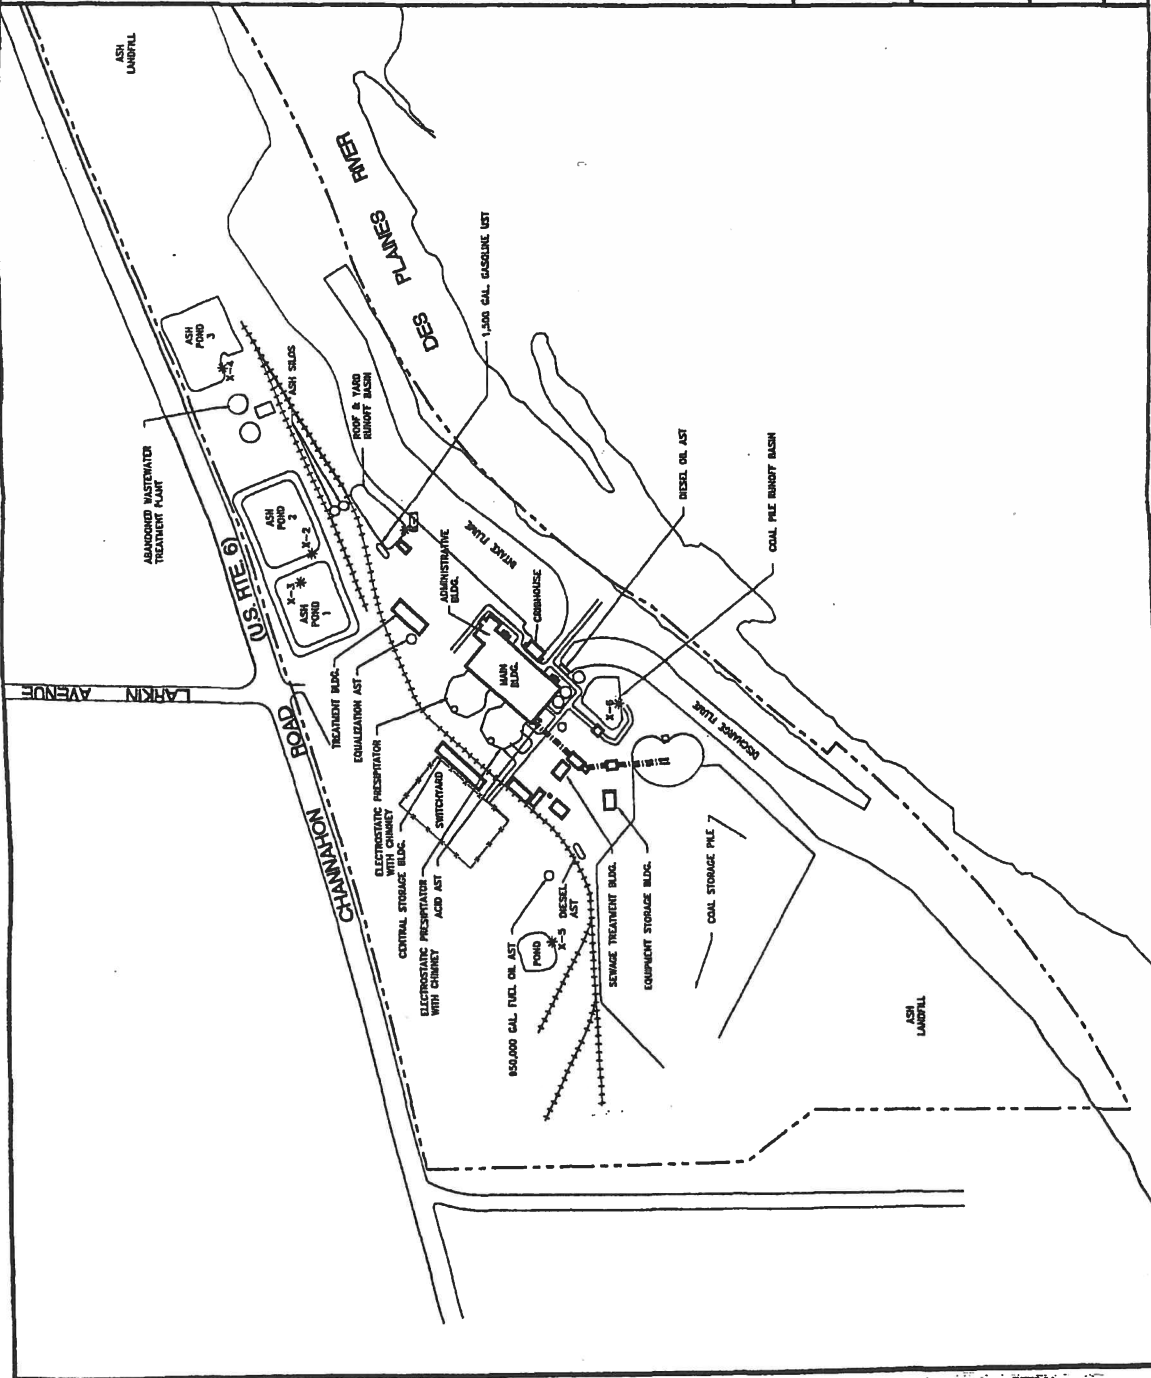 ASH
LANDFILL
DES PLAINES RIVER
1,500 GAL. GASOLINE UST
ASH
POND
3
X-4
ASH SILOS
ROOF & YARD
RUNOFF BASIN
ABANDONED WASTEWATER
TREATMENT PLANT
ASH
POND
2
X-2
X-3
ASH
POND
1
(U.S. RTE. 6)
LARKIN
AVENUE
CHANNAHON ROAD
INTAKE FLUME
ADMINISTRATIVE
BLDG.
CRIBHOUSE
MAIN
BLDG.
DIESEL OIL AST
COAL PILE RUNOFF BASIN
X-6
DISCHARGE FLUME
TREATMENT BLDG.
EQUALIZATION AST
ELECTROSTATIC PRESIPITATOR
WITH CHIMNEY
CENTRAL STORAGE BLDG.
SWITCHYARD
ELECTROSTATIC PRESIPITATOR
WITH CHIMNEY
ACID AST
850,000 GAL. FUEL OIL AST
POND
X-5
DIESEL
AST
SEWAGE TREATMENT BLDG.
EQUIPMENT STORAGE BLDG.
COAL STORAGE PILE
ASH
LANDFILL